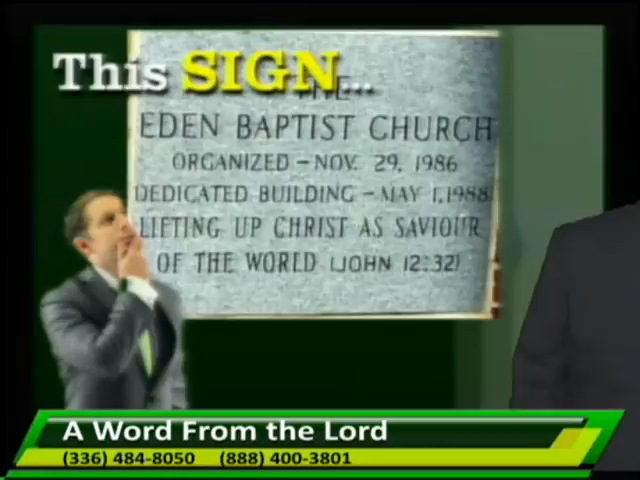 This SIGN...
THE
EDEN BAPTIST CHURCH
ORGANIZED - NOV. 29, 1986
DEDICATED BUILDING - MAY 1, 1988
LIFTING UP CHRIST AS SAVIOUR
OF THE WORLD (JOHN 12:32)
A Word From the Lord
(336) 484-8050 (888) 400-3801